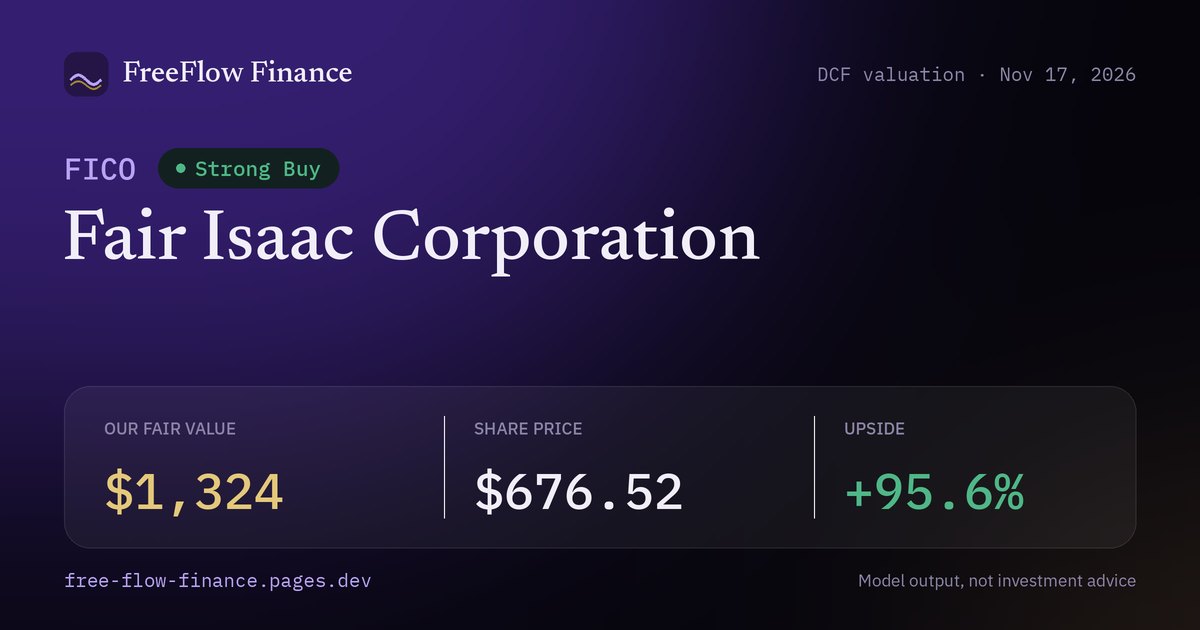 FreeFlow Finance
DCF valuation · Nov 17, 2026
FICO
Strong Buy
Fair Isaac Corporation
OUR FAIR VALUE
$1,324
SHARE PRICE
$676.52
UPSIDE
+95.6%
free-flow-finance.pages.dev
Model output, not investment advice